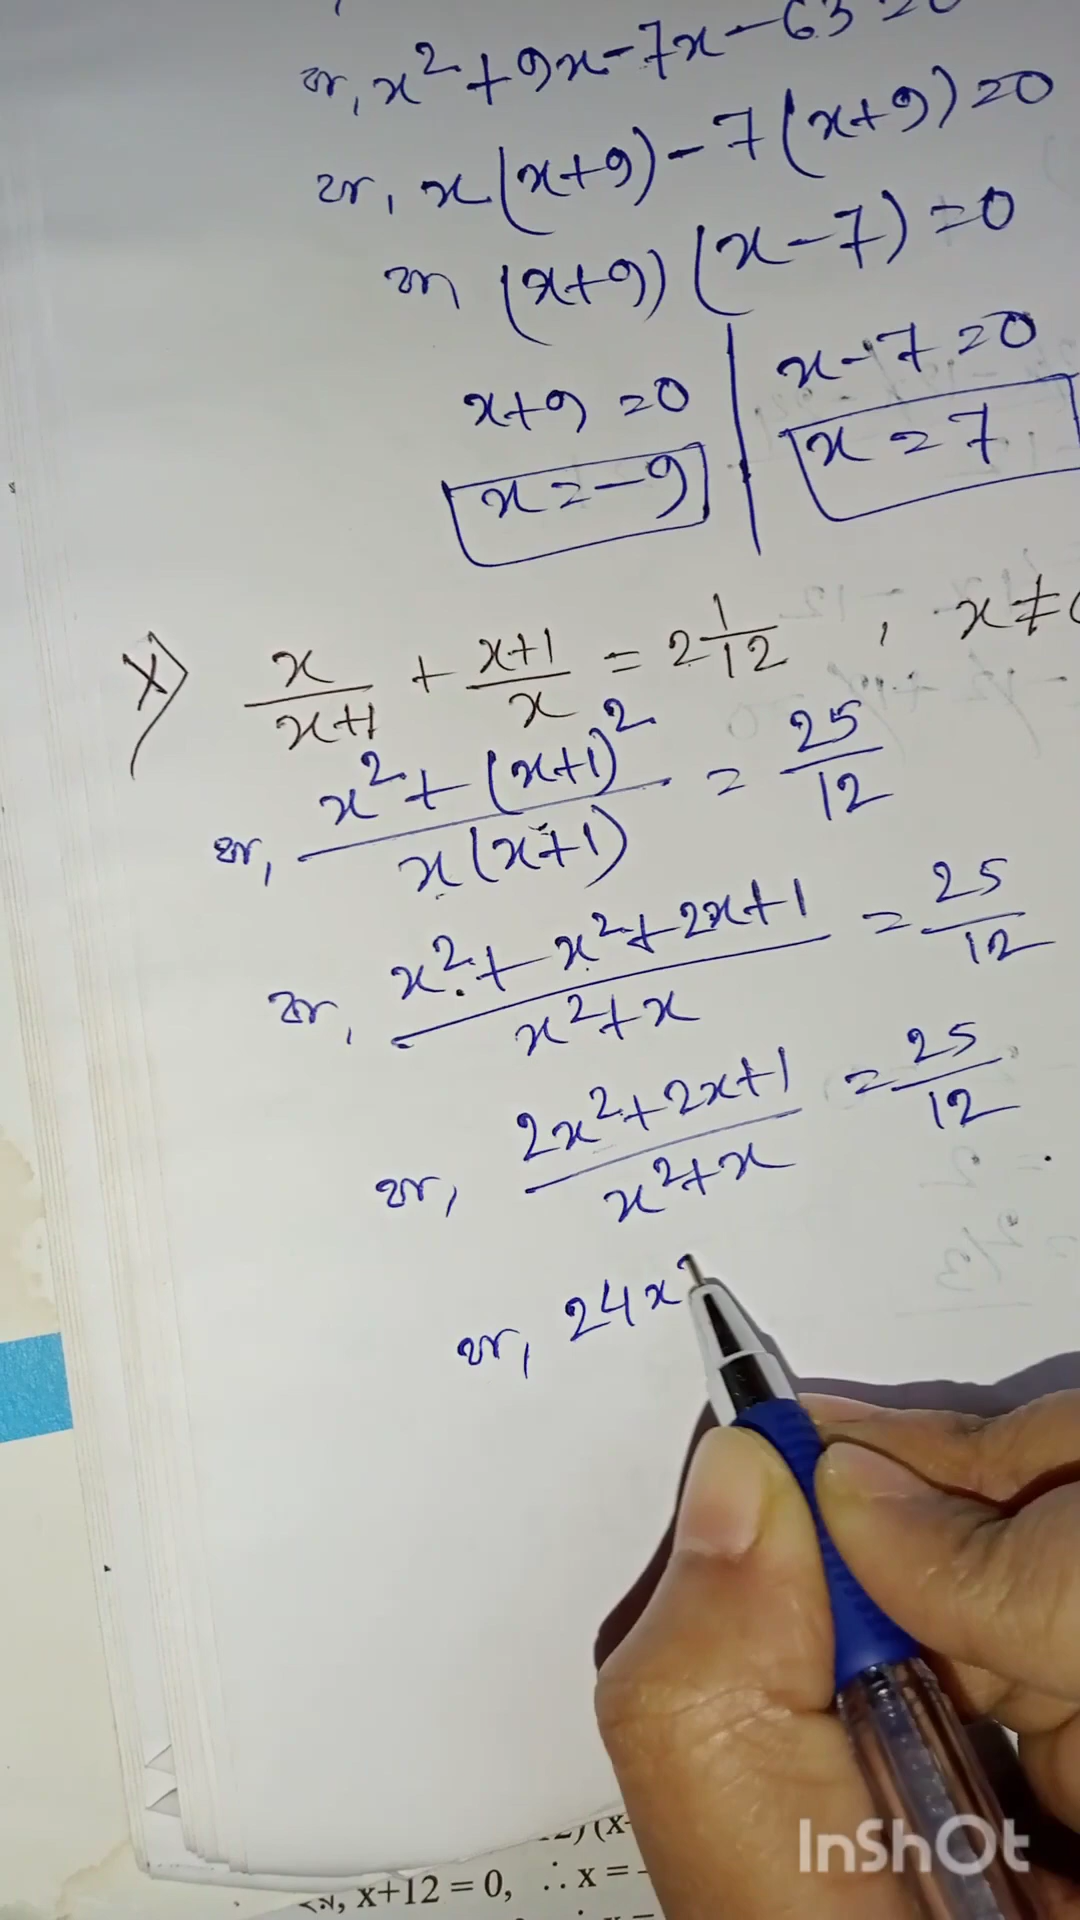 বা, x²+9x-7x-63=0
বা, x(x+9)-7(x+9)=0
বা (x+9)(x-7)=0
x+9=0 | x-7=0
x=-9 | x=7
x) x/(x+1) + (x+1)/x = 2 1/12 , x≠
বা, (x²+(x+1)²)/(x(x+1)) = 25/12
বা, (x²+x²+2x+1)/(x²+x) = 25/12
বা, (2x²+2x+1)/(x²+x) = 25/12
বা, 24x²
x+12 = 0, ∴ x =
InShOt